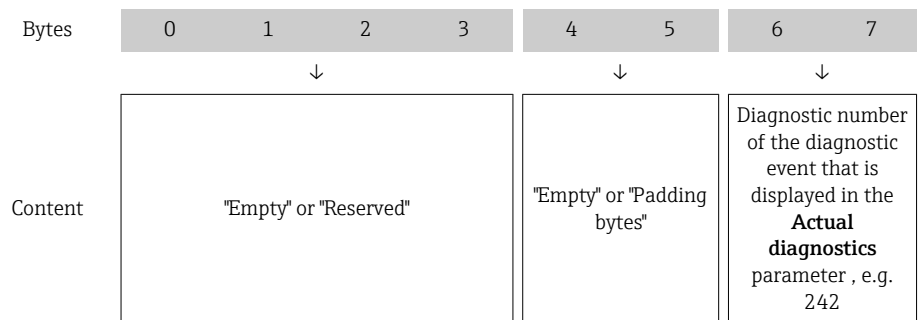 Bytes 0 1 2 3 4 5 6 7
↓ ↓ ↓
Content
"Empty" or "Reserved"
"Empty" or "Padding
bytes"
Diagnostic number
of the diagnostic
event that is
displayed in the
Actual
diagnostics
parameter , e.g.
242